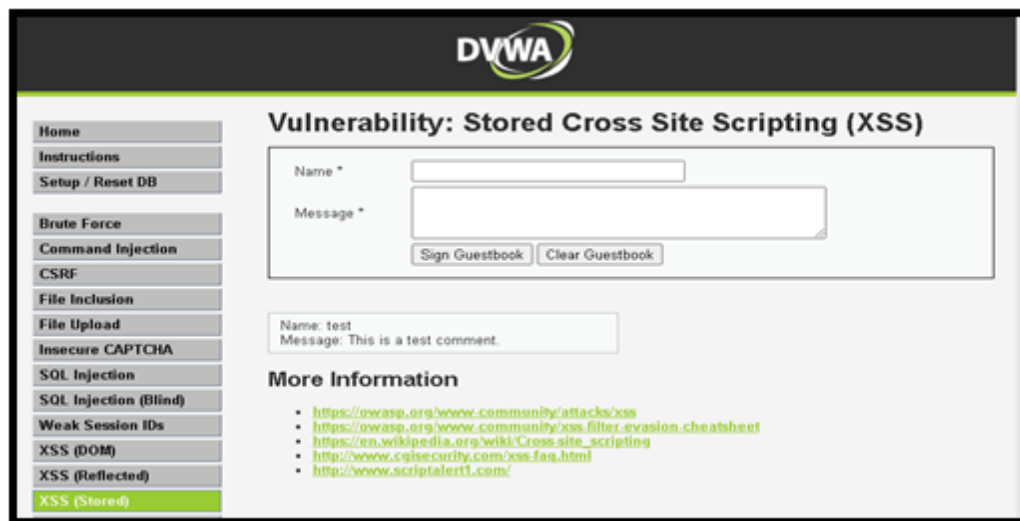 DVWA
Home
Instructions
Setup / Reset DB
Brute Force
Command Injection
CSRF
File Inclusion
File Upload
Insecure CAPTCHA
SQL Injection
SQL Injection (Blind)
Weak Session IDs
XSS (DOM)
XSS (Reflected)
XSS (Stored)
Vulnerability: Stored Cross Site Scripting (XSS)
Name *
Message *
Sign Guestbook Clear Guestbook
Name: test
Message: This is a test comment.
More Information
https://owasp.org/www-community/attacks/xss
https://owasp.org/www-community/xss-filter-evasion-cheatsheet
https://en.wikipedia.org/wiki/Cross-site_scripting
http://www.cgisecurity.com/xss-faq.html
http://www.scriptalert1.com/